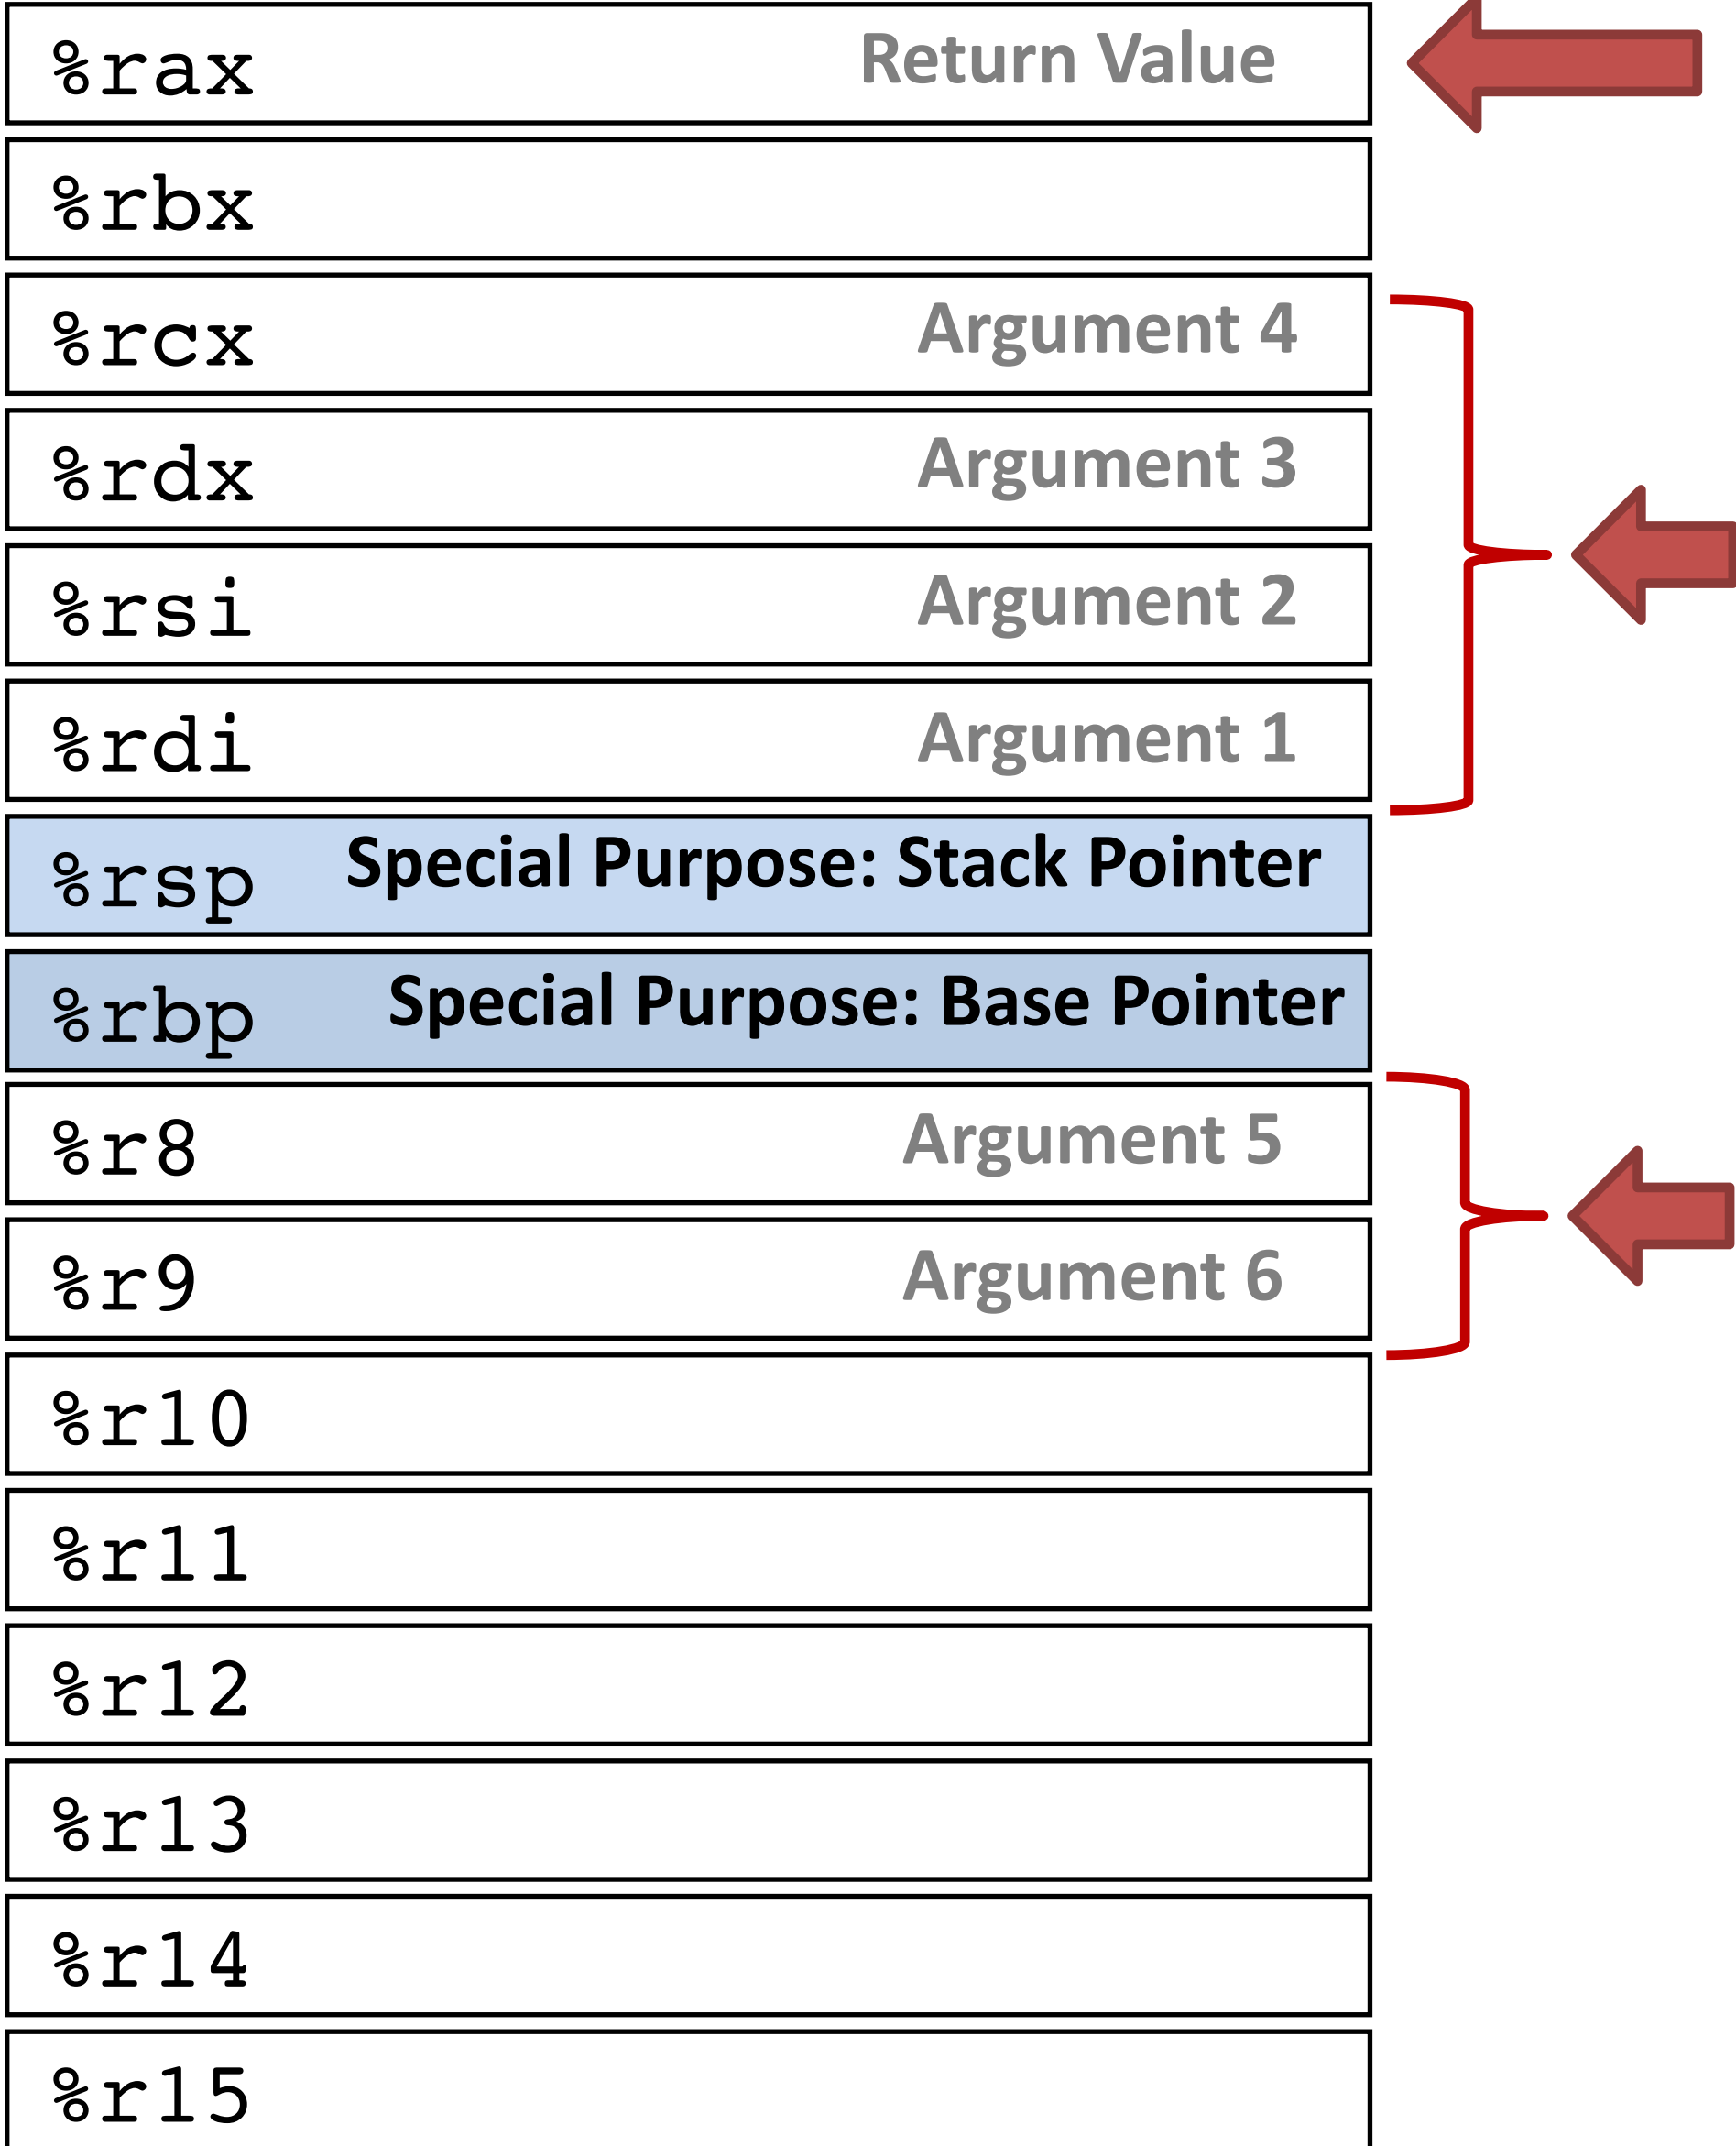 %rax Return Value
%rbx
%rcx Argument 4
%rdx Argument 3
%rsi Argument 2
%rdi Argument 1
%rsp Special Purpose: Stack Pointer
%rbp Special Purpose: Base Pointer
%r8 Argument 5
%r9 Argument 6
%r10
%r11
%r12
%r13
%r14
%r15